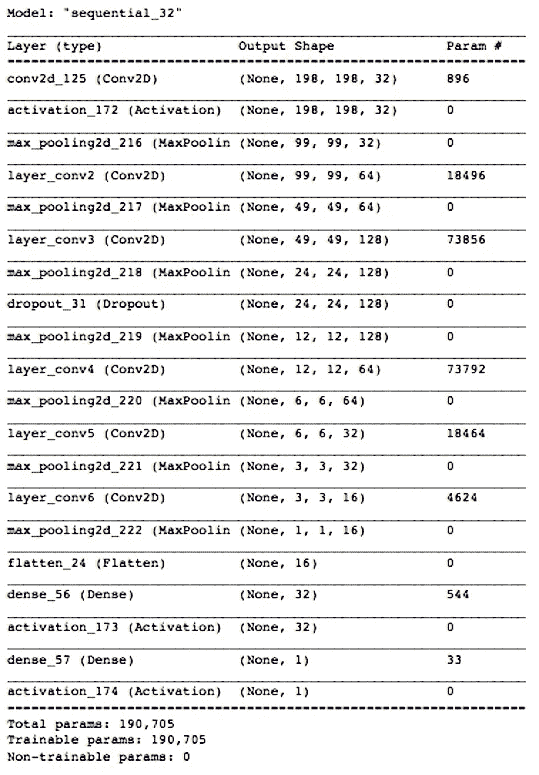 Model: "sequential_32"
Layer (type) Output Shape Param #
conv2d_125 (Conv2D) (None, 198, 198, 32) 896
activation_172 (Activation) (None, 198, 198, 32) 0
max_pooling2d_216 (MaxPoolin (None, 99, 99, 32) 0
layer_conv2 (Conv2D) (None, 99, 99, 64) 18496
max_pooling2d_217 (MaxPoolin (None, 49, 49, 64) 0
layer_conv3 (Conv2D) (None, 49, 49, 128) 73856
max_pooling2d_218 (MaxPoolin (None, 24, 24, 128) 0
dropout_31 (Dropout) (None, 24, 24, 128) 0
max_pooling2d_219 (MaxPoolin (None, 12, 12, 128) 0
layer_conv4 (Conv2D) (None, 12, 12, 64) 73792
max_pooling2d_220 (MaxPoolin (None, 6, 6, 64) 0
layer_conv5 (Conv2D) (None, 6, 6, 32) 18464
max_pooling2d_221 (MaxPoolin (None, 3, 3, 32) 0
layer_conv6 (Conv2D) (None, 3, 3, 16) 4624
max_pooling2d_222 (MaxPoolin (None, 1, 1, 16) 0
flatten_24 (Flatten) (None, 16) 0
dense_56 (Dense) (None, 32) 544
activation_173 (Activation) (None, 32) 0
dense_57 (Dense) (None, 1) 33
activation_174 (Activation) (None, 1) 0
Total params: 190,705
Trainable params: 190,705
Non-trainable params: 0